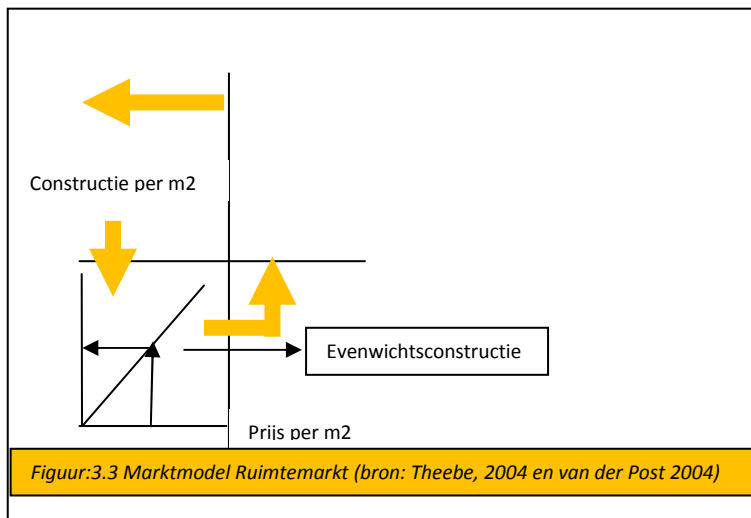 Constructie per m2
Evenwichtsconstructie
Prijs per m2
Figuur:3.3 Marktmodel Ruimtemarkt (bron: Theebe, 2004 en van der Post 2004)